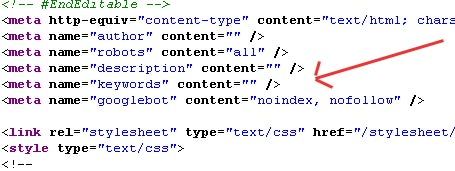 <!-- #EndEditable -->
<meta http-equiv="content-type" content="text/html; chars
<meta name="author" content="" />
<meta name="robots" content="all" />
<meta name="description" content="" />
<meta name="keywords" content="" />
<meta name="googlebot" content="noindex, nofollow" />
<link rel="stylesheet" type="text/css" href="/stylesheet/
<style type="text/css">
<!--